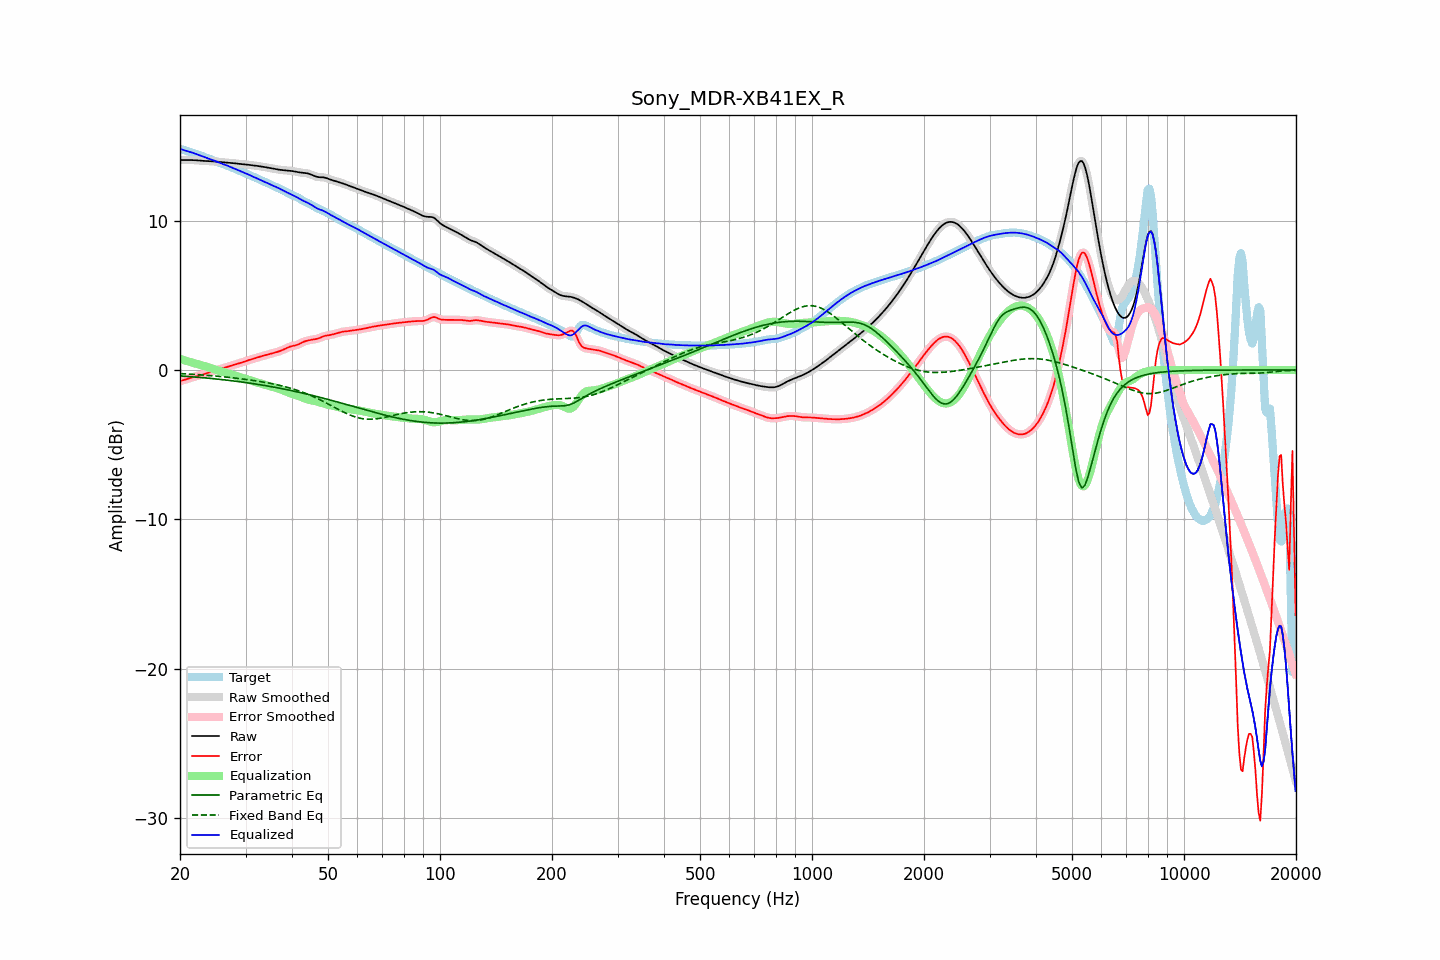 Sony_MDR-XB41EX_R
Amplitude (dBr)
10
0
−10
−20
−30
Target
Raw Smoothed
Error Smoothed
Raw
Error
Equalization
Parametric Eq
Fixed Band Eq
Equalized
20 50 100 200 500 1000 2000 5000 10000 20000
Frequency (Hz)